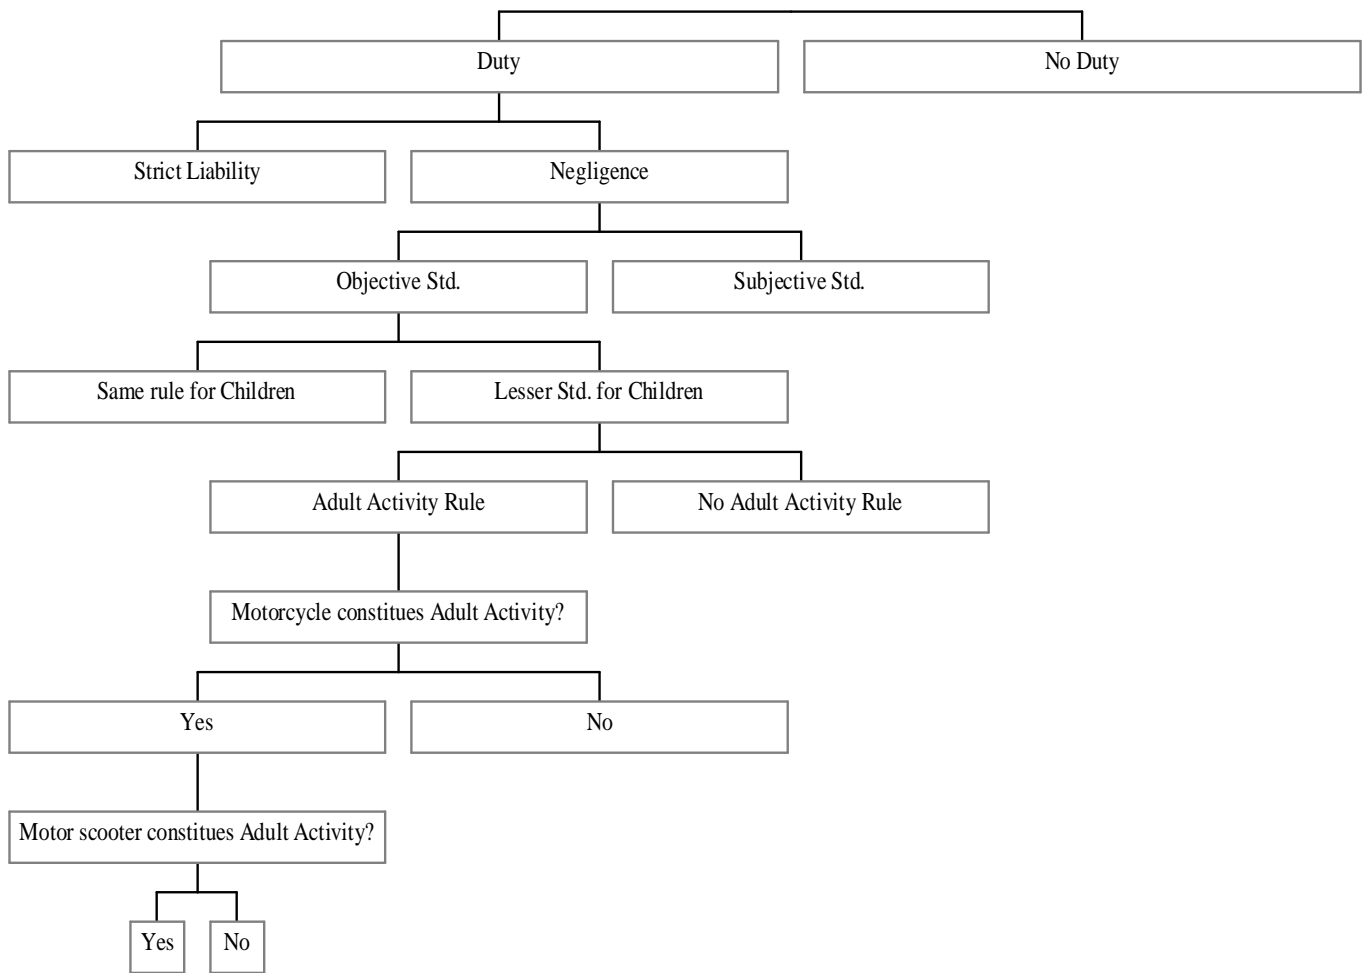 Duty
No Duty
Strict Liability
Negligence
Objective Std.
Subjective Std.
Same rule for Children
Lesser Std. for Children
Adult Activity Rule
No Adult Activity Rule
Motorcycle constitues Adult Activity?
Yes
No
Motor scooter constitues Adult Activity?
Yes
No